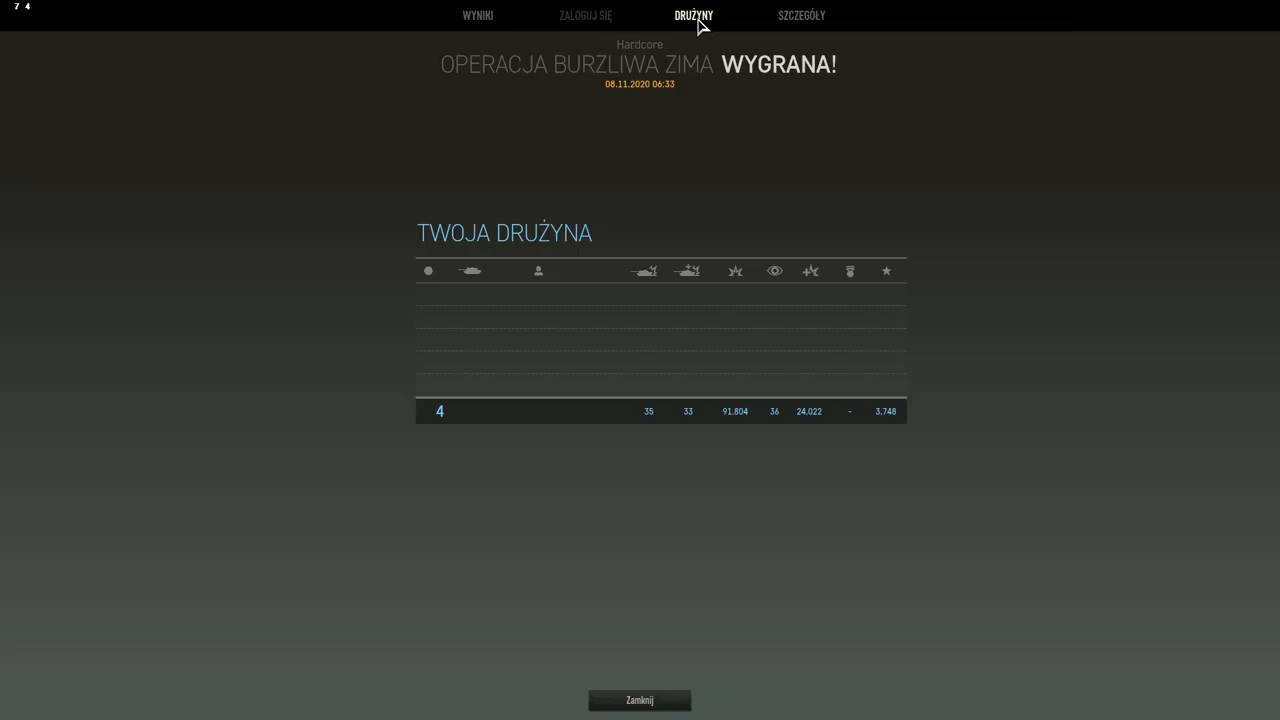 7 4
WYNIKI ZALOGUJ SIĘ DRUŻYNY SZCZEGÓŁY
Hardcore
OPERACJA BURZLIWA ZIMA WYGRANA!
08.11.2020 06:33
TWOJA DRUŻYNA
4 35 33 91,804 36 24,022 - 3,748
Zamknij